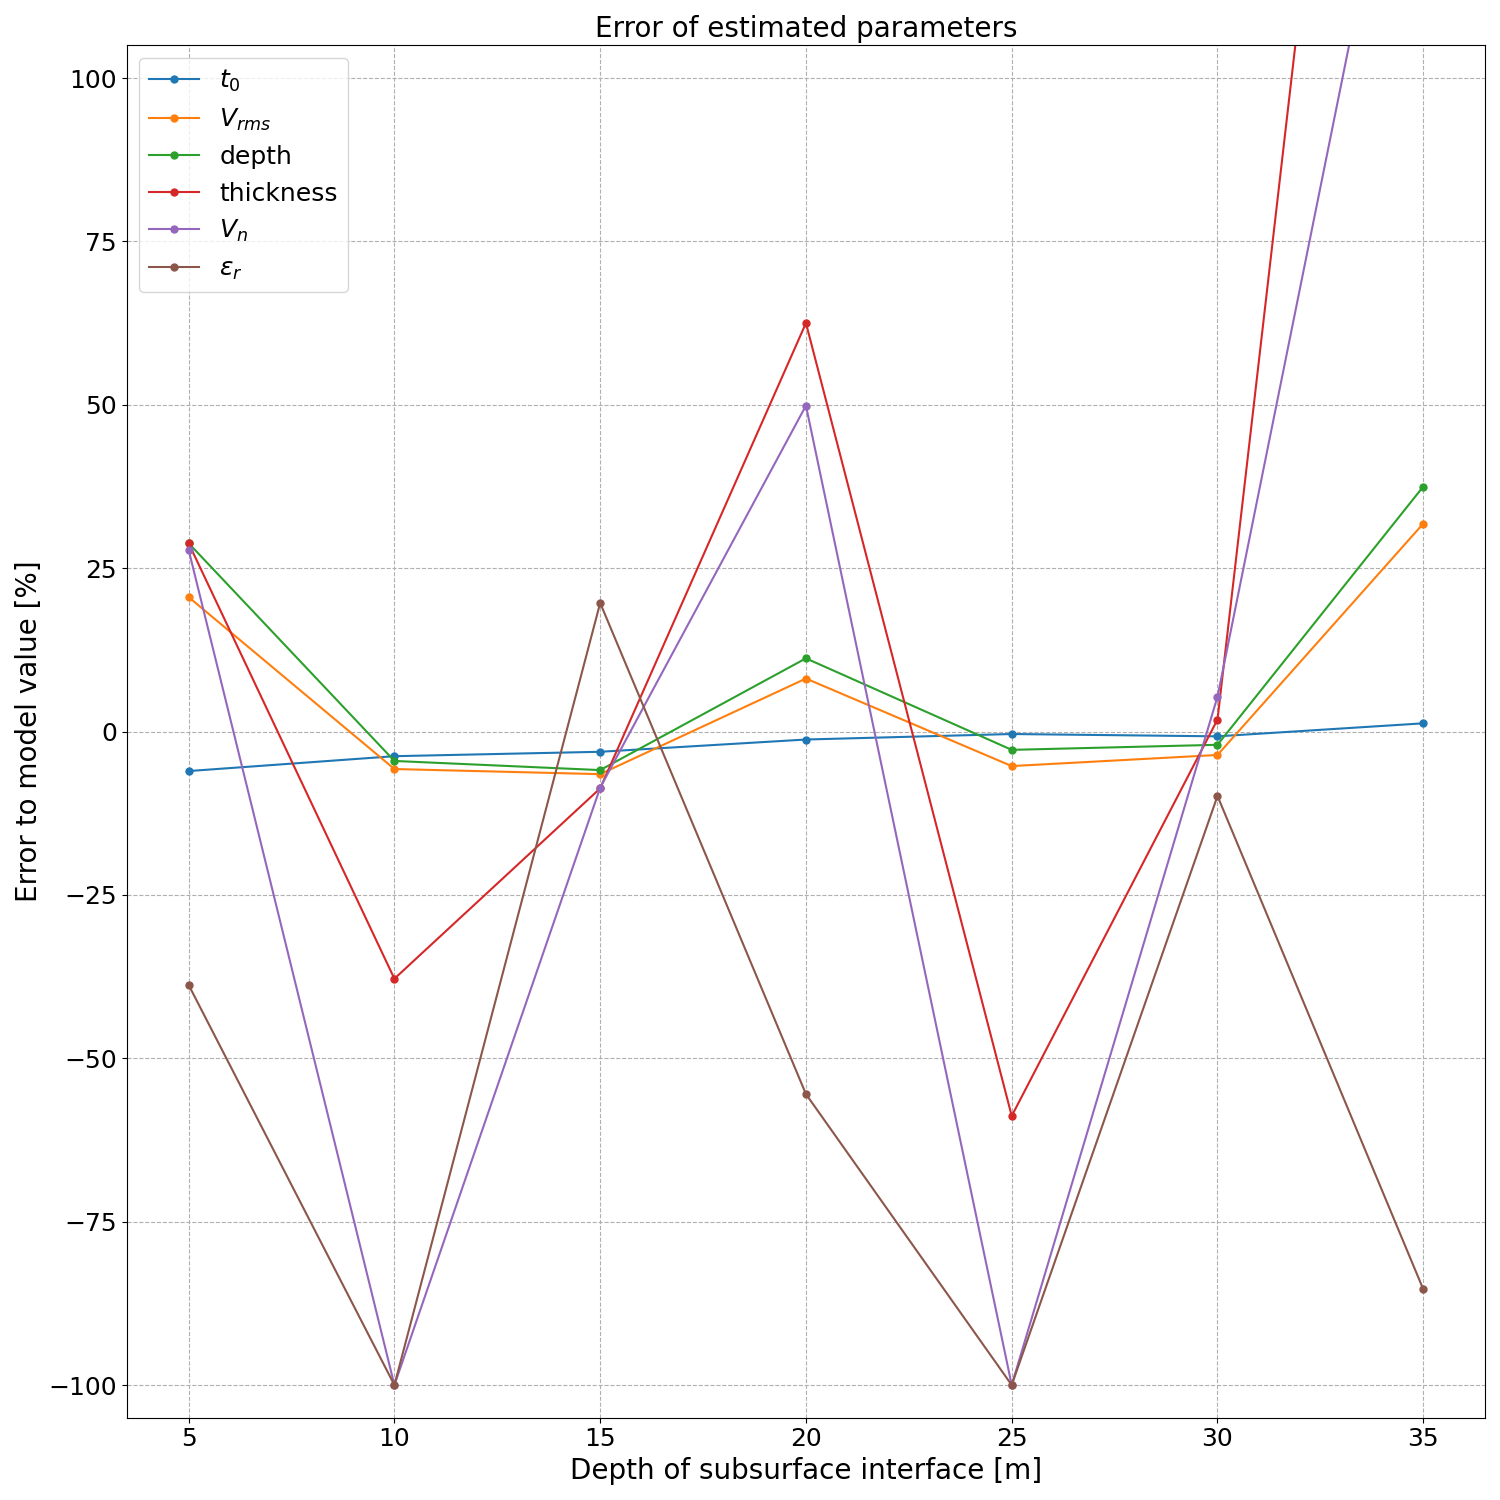 Error of estimated parameters
t₀
Vᵣₘₛ
depth
thickness
Vₙ
εᵣ
100
75
50
25
0
−25
−50
−75
−100
Error to model value [%]
5 10 15 20 25 30 35
Depth of subsurface interface [m]